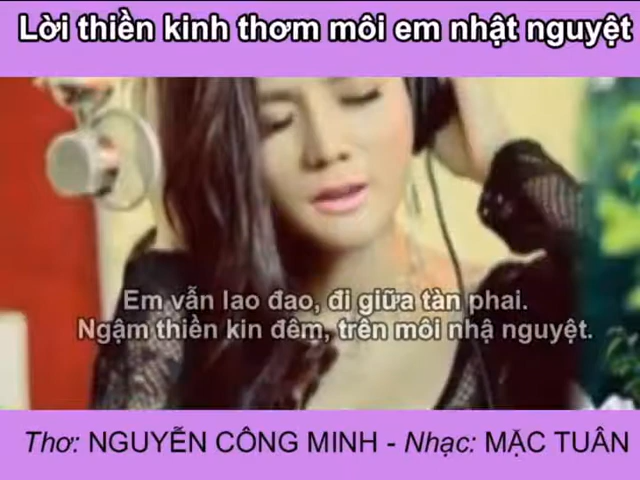 Lời thiền kinh thơm môi em nhật nguyệt
Em vẫn lao đao, đi giữa tàn phai.
Ngậm thiền kin đêm, trên môi nhậ nguyệt.
Thơ: NGUYỄN CÔNG MINH - Nhạc: MẶC TUÂN